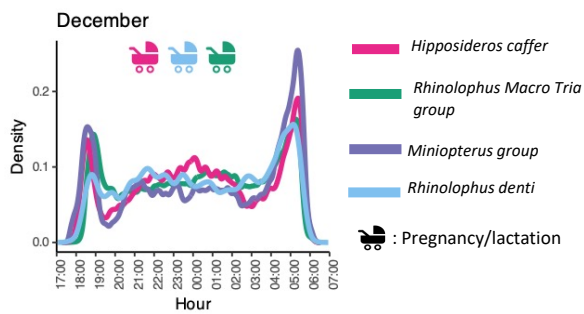 December
Hipposideros caffer
Rhinolophus Macro Tria
group
Miniopterus group
Rhinolophus denti
: Pregnancy/lactation
Density
0.2
0.1
0.0
17:00
18:00
19:00
20:00
21:00
22:00
23:00
00:00
01:00
02:00
03:00
04:00
05:00
06:00
07:00
Hour